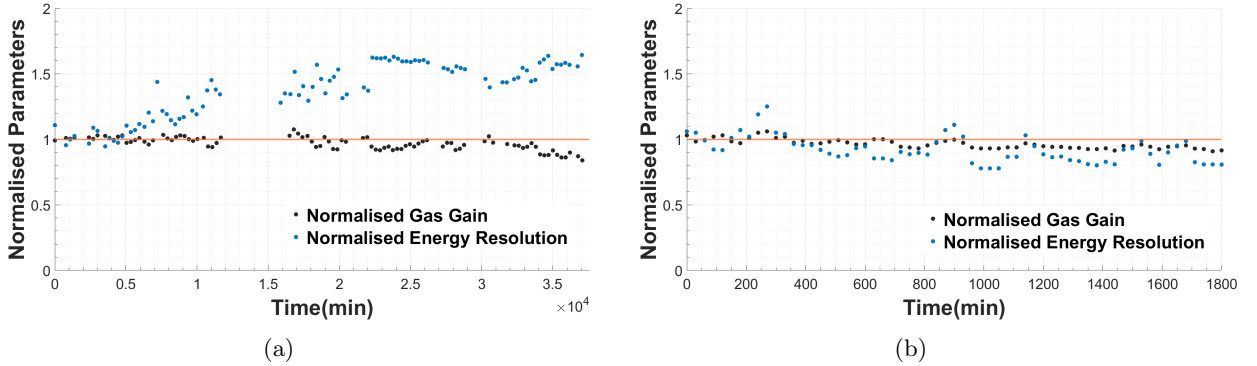 Normalised Parameters
2
1.5
1
0.5
0
Normalised Gas Gain
Normalised Energy Resolution
0 0.5 1 1.5 2 2.5 3 3.5
Time(min)
×10⁴
(a)
Normalised Parameters
2
1.5
1
0.5
0
Normalised Gas Gain
Normalised Energy Resolution
0 200 400 600 800 1000 1200 1400 1600 1800
Time(min)
(b)